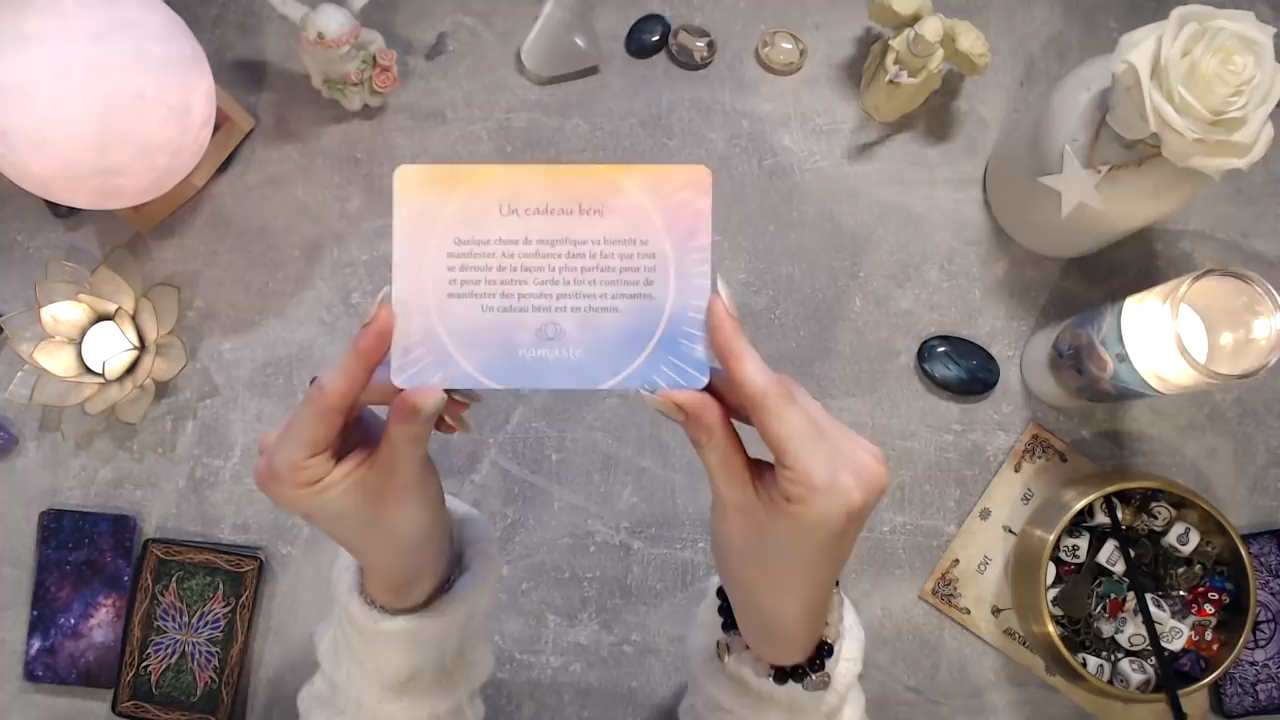 Un cadeau béni
Quelque chose de magnifique va bientôt se
manifester. Aie confiance dans le fait que tout
se déroule de la façon la plus parfaite pour toi
et pour les autres. Garde la foi et continue de
manifester des pensées positives et aimantes.
Un cadeau béni est en chemin.
namaste
SELF
LOVE